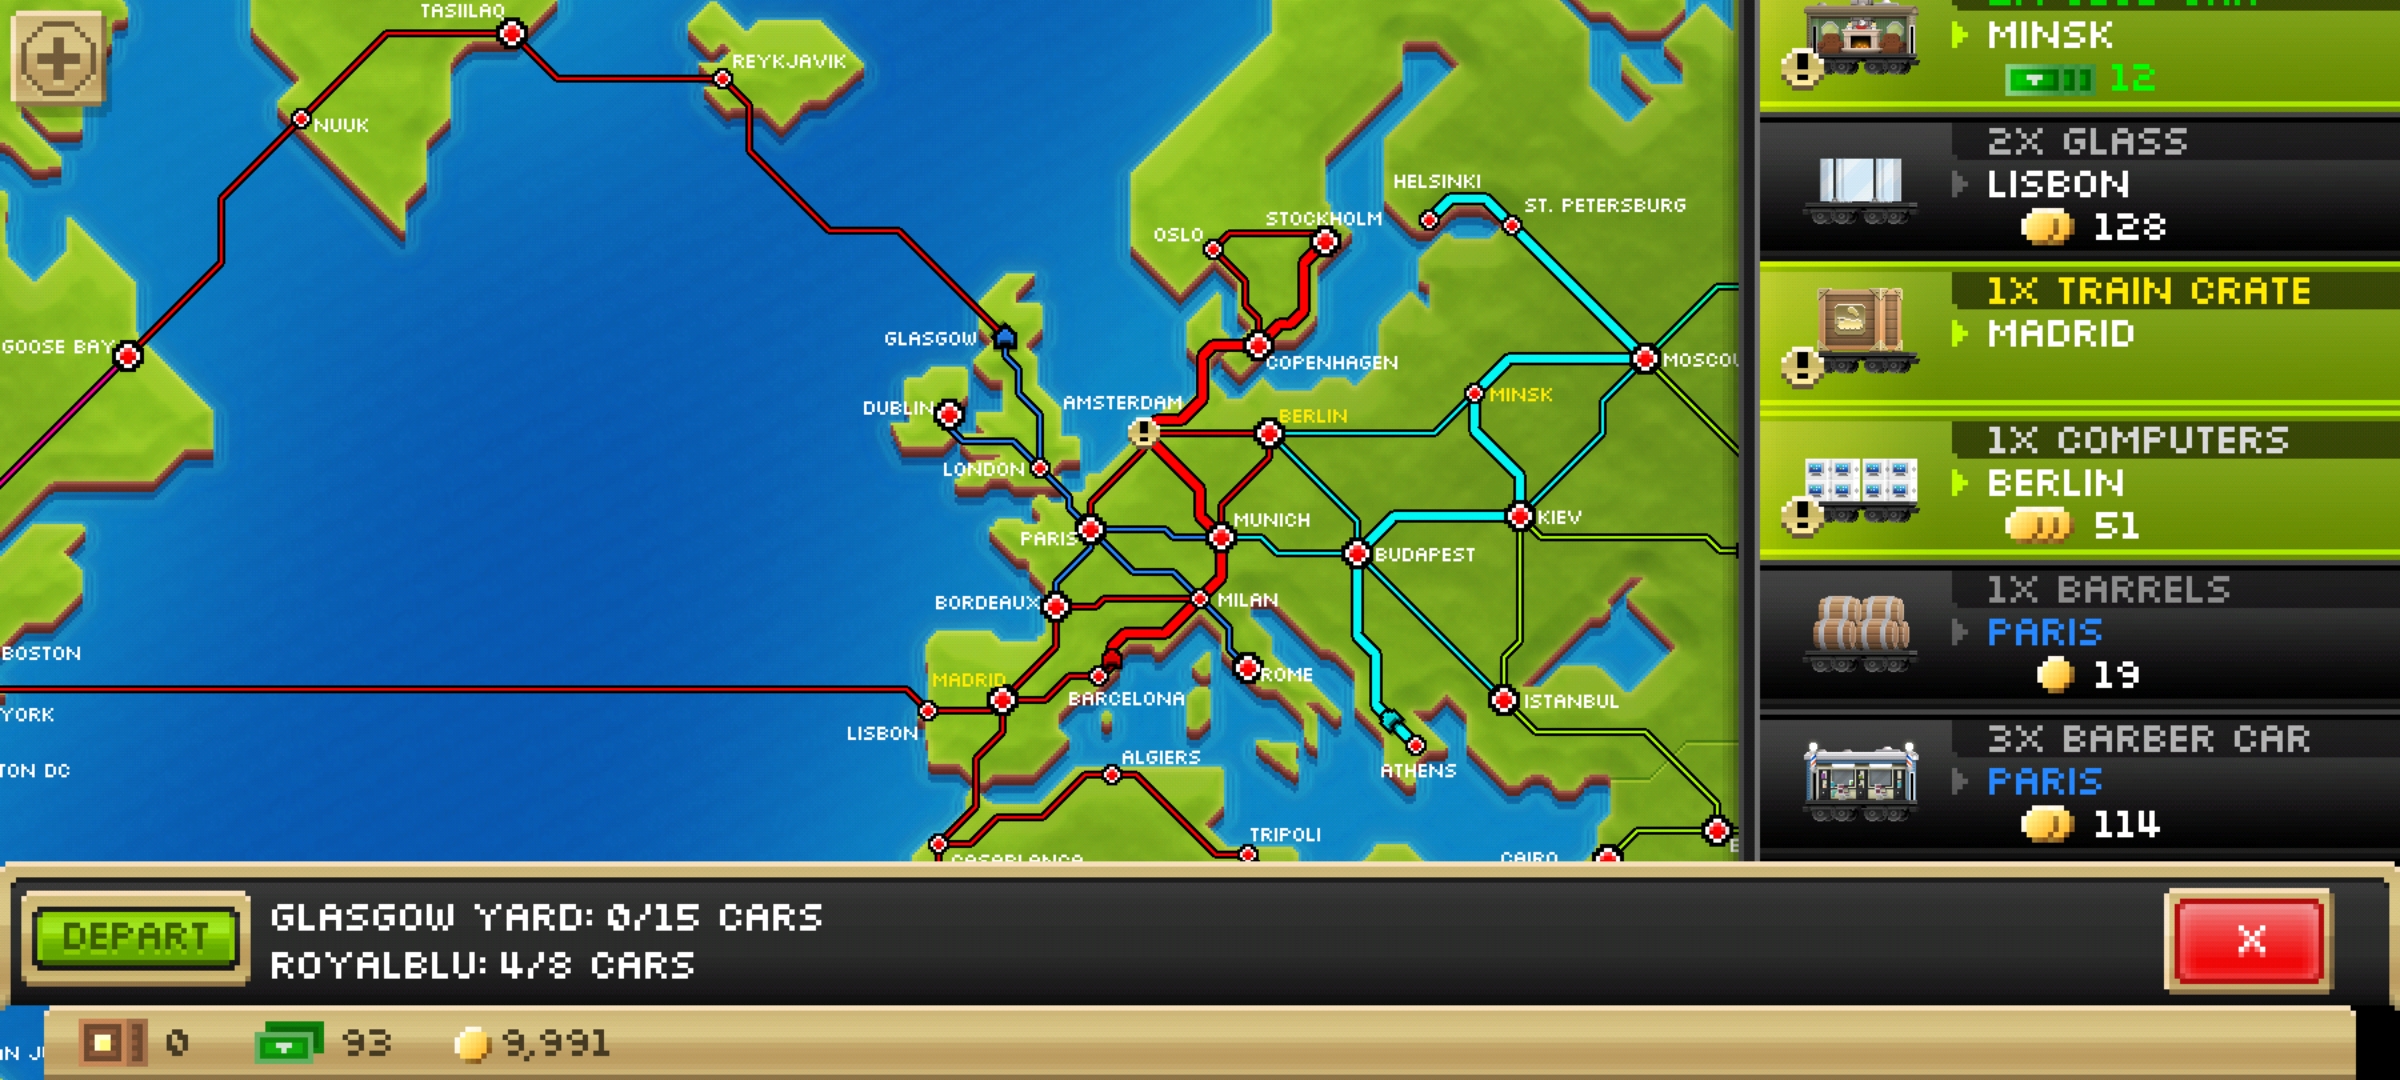 TASIILAQ
REYKJAVIK
NUUK
HELSINKI
ST. PETERSBURG
STOCKHOLM
OSLO
GLASGOW
GOOSE BAY
COPENHAGEN
MOSCOW
MINSK
AMSTERDAM
DUBLIN
BERLIN
LONDON
MUNICH
KIEV
PARIS
BUDAPEST
BORDEAUX
MILAN
BOSTON
ROME
MADRID
BARCELONA
ISTANBUL
YORK
LISBON
ALGIERS
TON DC
ATHENS
TRIPOLI
CASABLANCA
CAIRO
MINSK
12
2X GLASS
LISBON
128
1X TRAIN CRATE
MADRID
1X COMPUTERS
BERLIN
51
1X BARRELS
PARIS
19
3X BARBER CAR
PARIS
114
DEPART
GLASGOW YARD: 0/15 CARS
ROYALBLU: 4/8 CARS
X
0
93
9,991